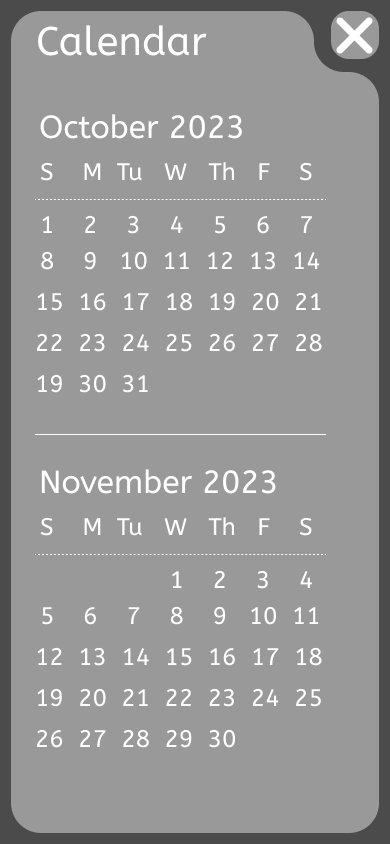 Calendar
October 2023
S M Tu W Th F S
1 2 3 4 5 6 7
8 9 10 11 12 13 14
15 16 17 18 19 20 21
22 23 24 25 26 27 28
19 30 31
November 2023
S M Tu W Th F S
1 2 3 4
5 6 7 8 9 10 11
12 13 14 15 16 17 18
19 20 21 22 23 24 25
26 27 28 29 30